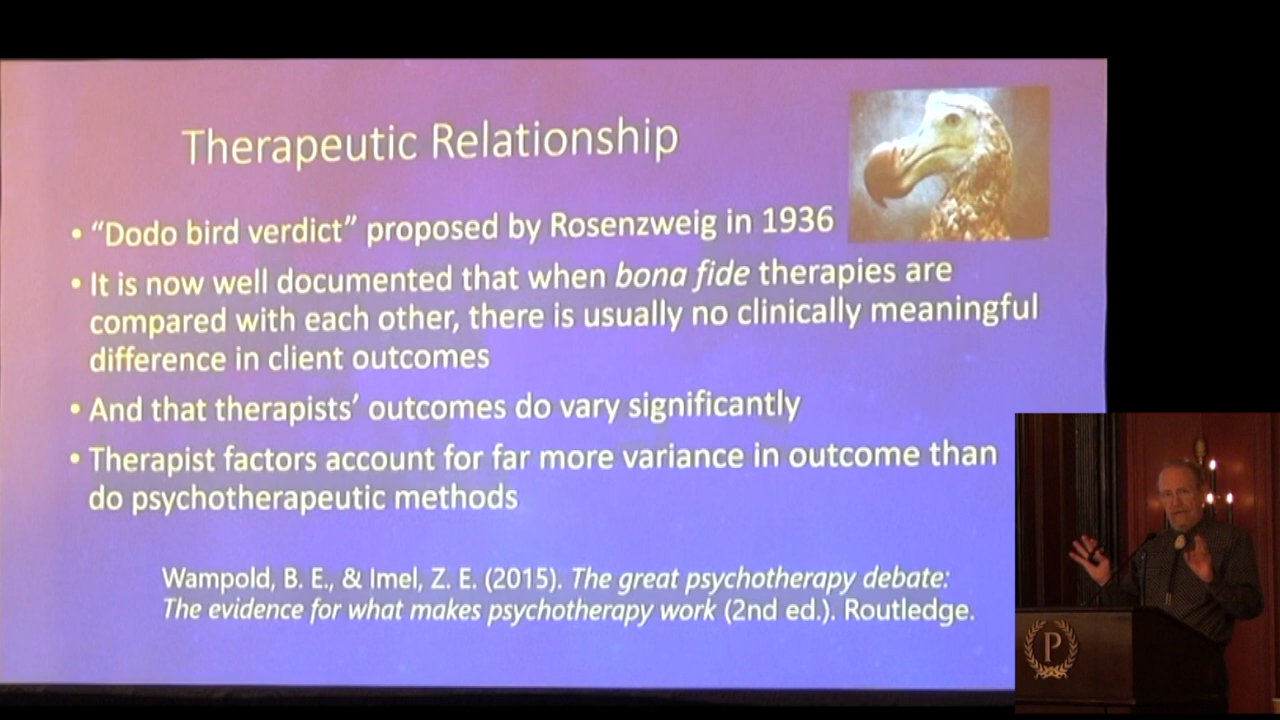 Therapeutic Relationship
• “Dodo bird verdict” proposed by Rosenzweig in 1936
• It is now well documented that when bona fide therapies are
compared with each other, there is usually no clinically meaningful
difference in client outcomes
• And that therapists’ outcomes do vary significantly
• Therapist factors account for far more variance in outcome than
do psychotherapeutic methods
Wampold, B. E., & Imel, Z. E. (2015). The great psychotherapy debate:
The evidence for what makes psychotherapy work (2nd ed.). Routledge.
P